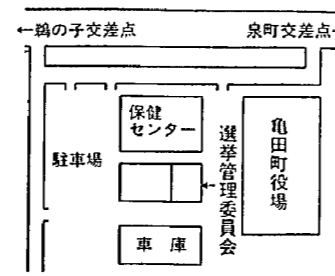 ←鵜の子交差点
泉町交差点→
保健
センター
駐車場
選挙管理委員会
亀田町役場
車庫